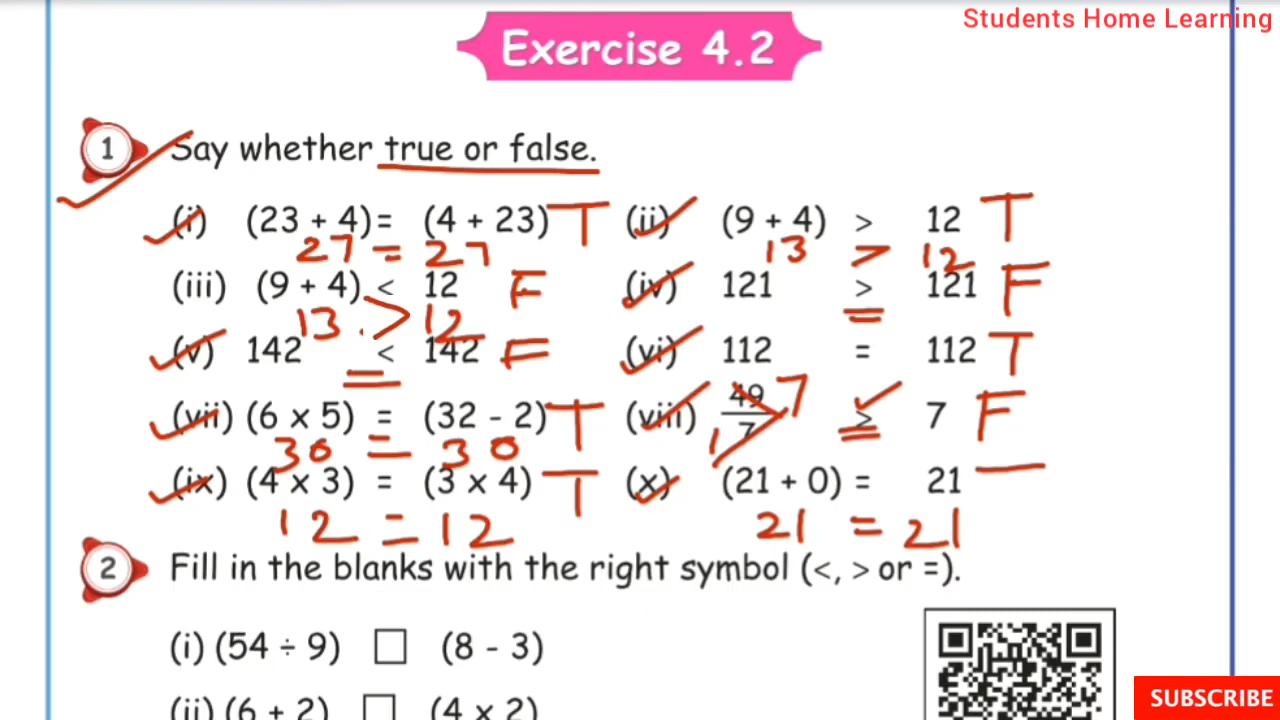 Students Home Learning
Exercise 4.2
1 Say whether true or false.
(i) (23 + 4) = (4 + 23) T (ii) (9 + 4) > 12 T
27 = 27 13 > 12
(iii) (9 + 4) < 12 F (iv) 121 > 121 F
13 > 12 =
(v) 142 < 142 F (vi) 112 = 112 T
=
(vii) (6 x 5) = (32 - 2) T (viii) 49/7 7 > 7 F
30 = 30 1 =
(ix) (4 x 3) = (3 x 4) T (x) (21 + 0) = 21
12 = 12 21 = 21
2 Fill in the blanks with the right symbol (<, > or =).
(i) (54 ÷ 9) □ (8 - 3)
(ii) (6 + 2) □ (4 x 2)
SUBSCRIBE